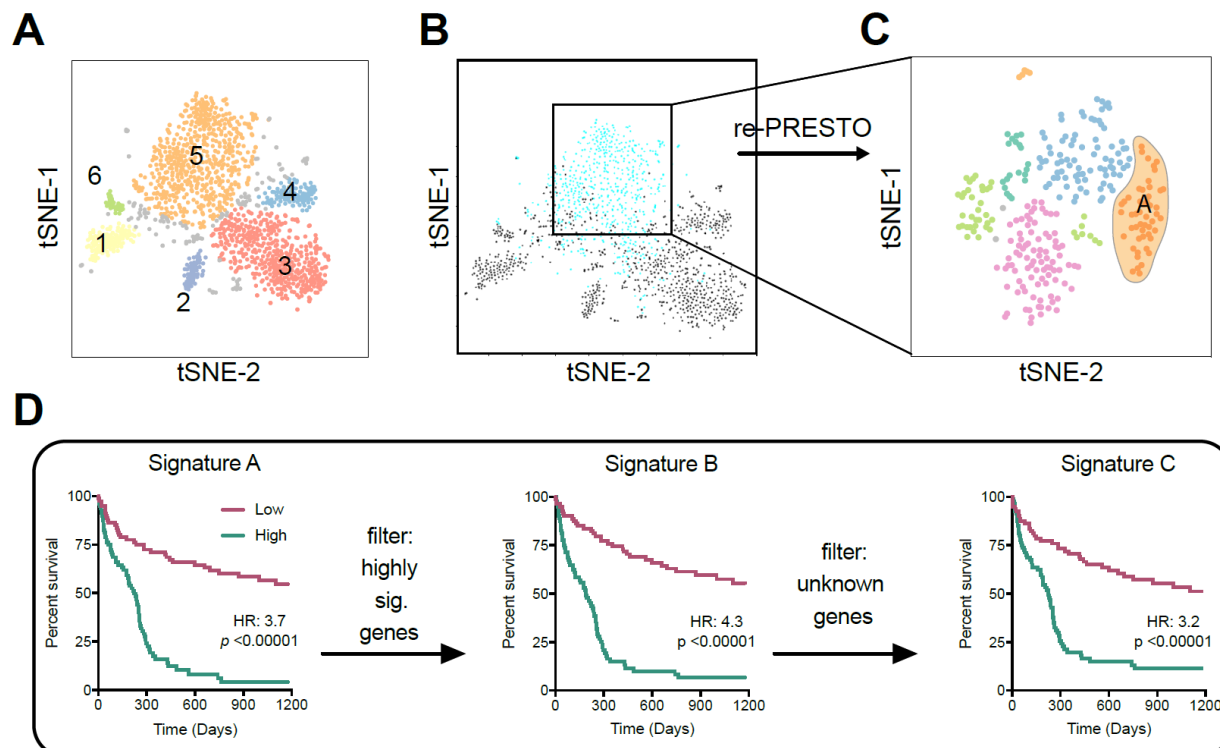 A
B
C
tSNE-1
6
5
4
1
2
3
tSNE-2
tSNE-1
tSNE-2
re-PRESTO
tSNE-1
A
tSNE-2
D
Signature A
Percent survival
100
75
50
25
0
Low
High
HR: 3.7
p <0.00001
0 300 600 900 1200
Time (Days)
filter:
highly
sig.
genes
Signature B
Percent survival
100
75
50
25
0
HR: 4.3
p <0.00001
0 300 600 900 1200
Time (Days)
filter:
unknown
genes
Signature C
Percent survival
100
75
50
25
0
HR: 3.2
p <0.00001
0 300 600 900 1200
Time (Days)